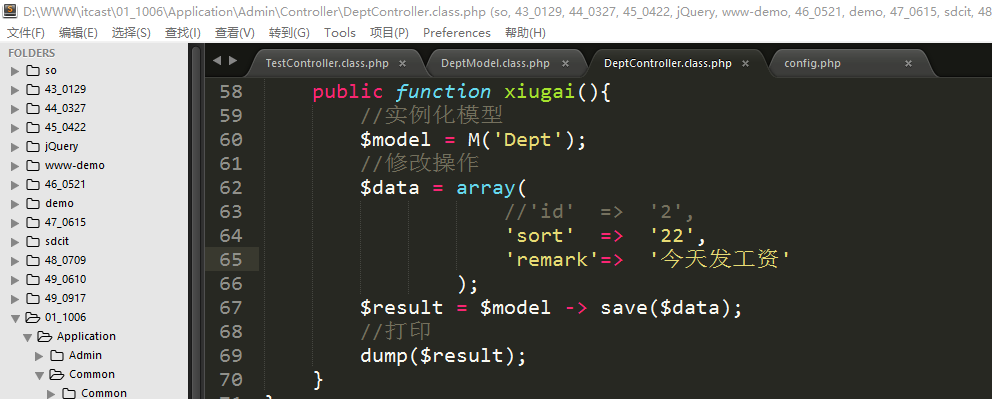 D:\WWW\itcast\01_1006\Application\Admin\Controller\DeptController.class.php (so, 43_0129, 44_0327, 45_0422, jQuery, www-demo, 46_0521, demo, 47_0615, sdcit, 48
文件(F) 编辑(E) 选择(S) 查找(I) 查看(V) 转到(G) Tools 项目(P) Preferences 帮助(H)
FOLDERS
so
43_0129
44_0327
45_0422
jQuery
www-demo
46_0521
demo
47_0615
sdcit
48_0709
49_0610
49_0917
01_1006
Application
Admin
Common
Common
TestController.class.php × DeptModel.class.php × DeptController.class.php × config.php ×
58 public function xiugai(){
59 //实例化模型
60 $model = M('Dept');
61 //修改操作
62 $data = array(
63 //'id' => '2',
64 'sort' => '22',
65 'remark'=> '今天发工资'
66 );
67 $result = $model -> save($data);
68 //打印
69 dump($result);
70 }